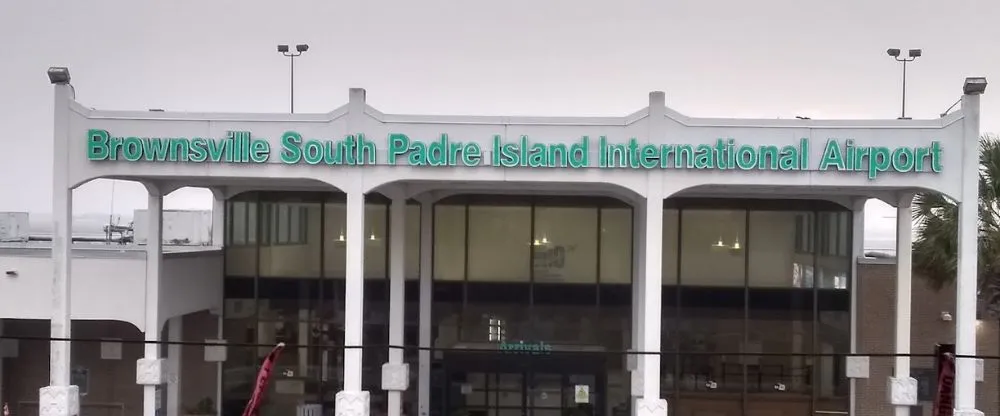 Brownsville South Padre Island International Airport
Arrivals